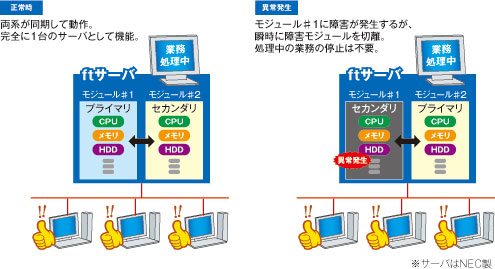 正常時
両系が同期して動作。
完全に1台のサーバとして機能。
業務
処理中
ftサーバ
モジュール#1
モジュール#2
プライマリ
セカンダリ
CPU
CPU
メモリ
メモリ
HDD
HDD
!!
!!
!!
異常発生
モジュール#1に障害が発生するが、
瞬時に障害モジュールを切離。
処理中の業務の停止は不要。
業務
処理中
ftサーバ
モジュール#1
モジュール#2
セカンダリ
プライマリ
CPU
CPU
メモリ
メモリ
HDD
HDD
異常発生
!!
!!
!!
※サーバはNEC製